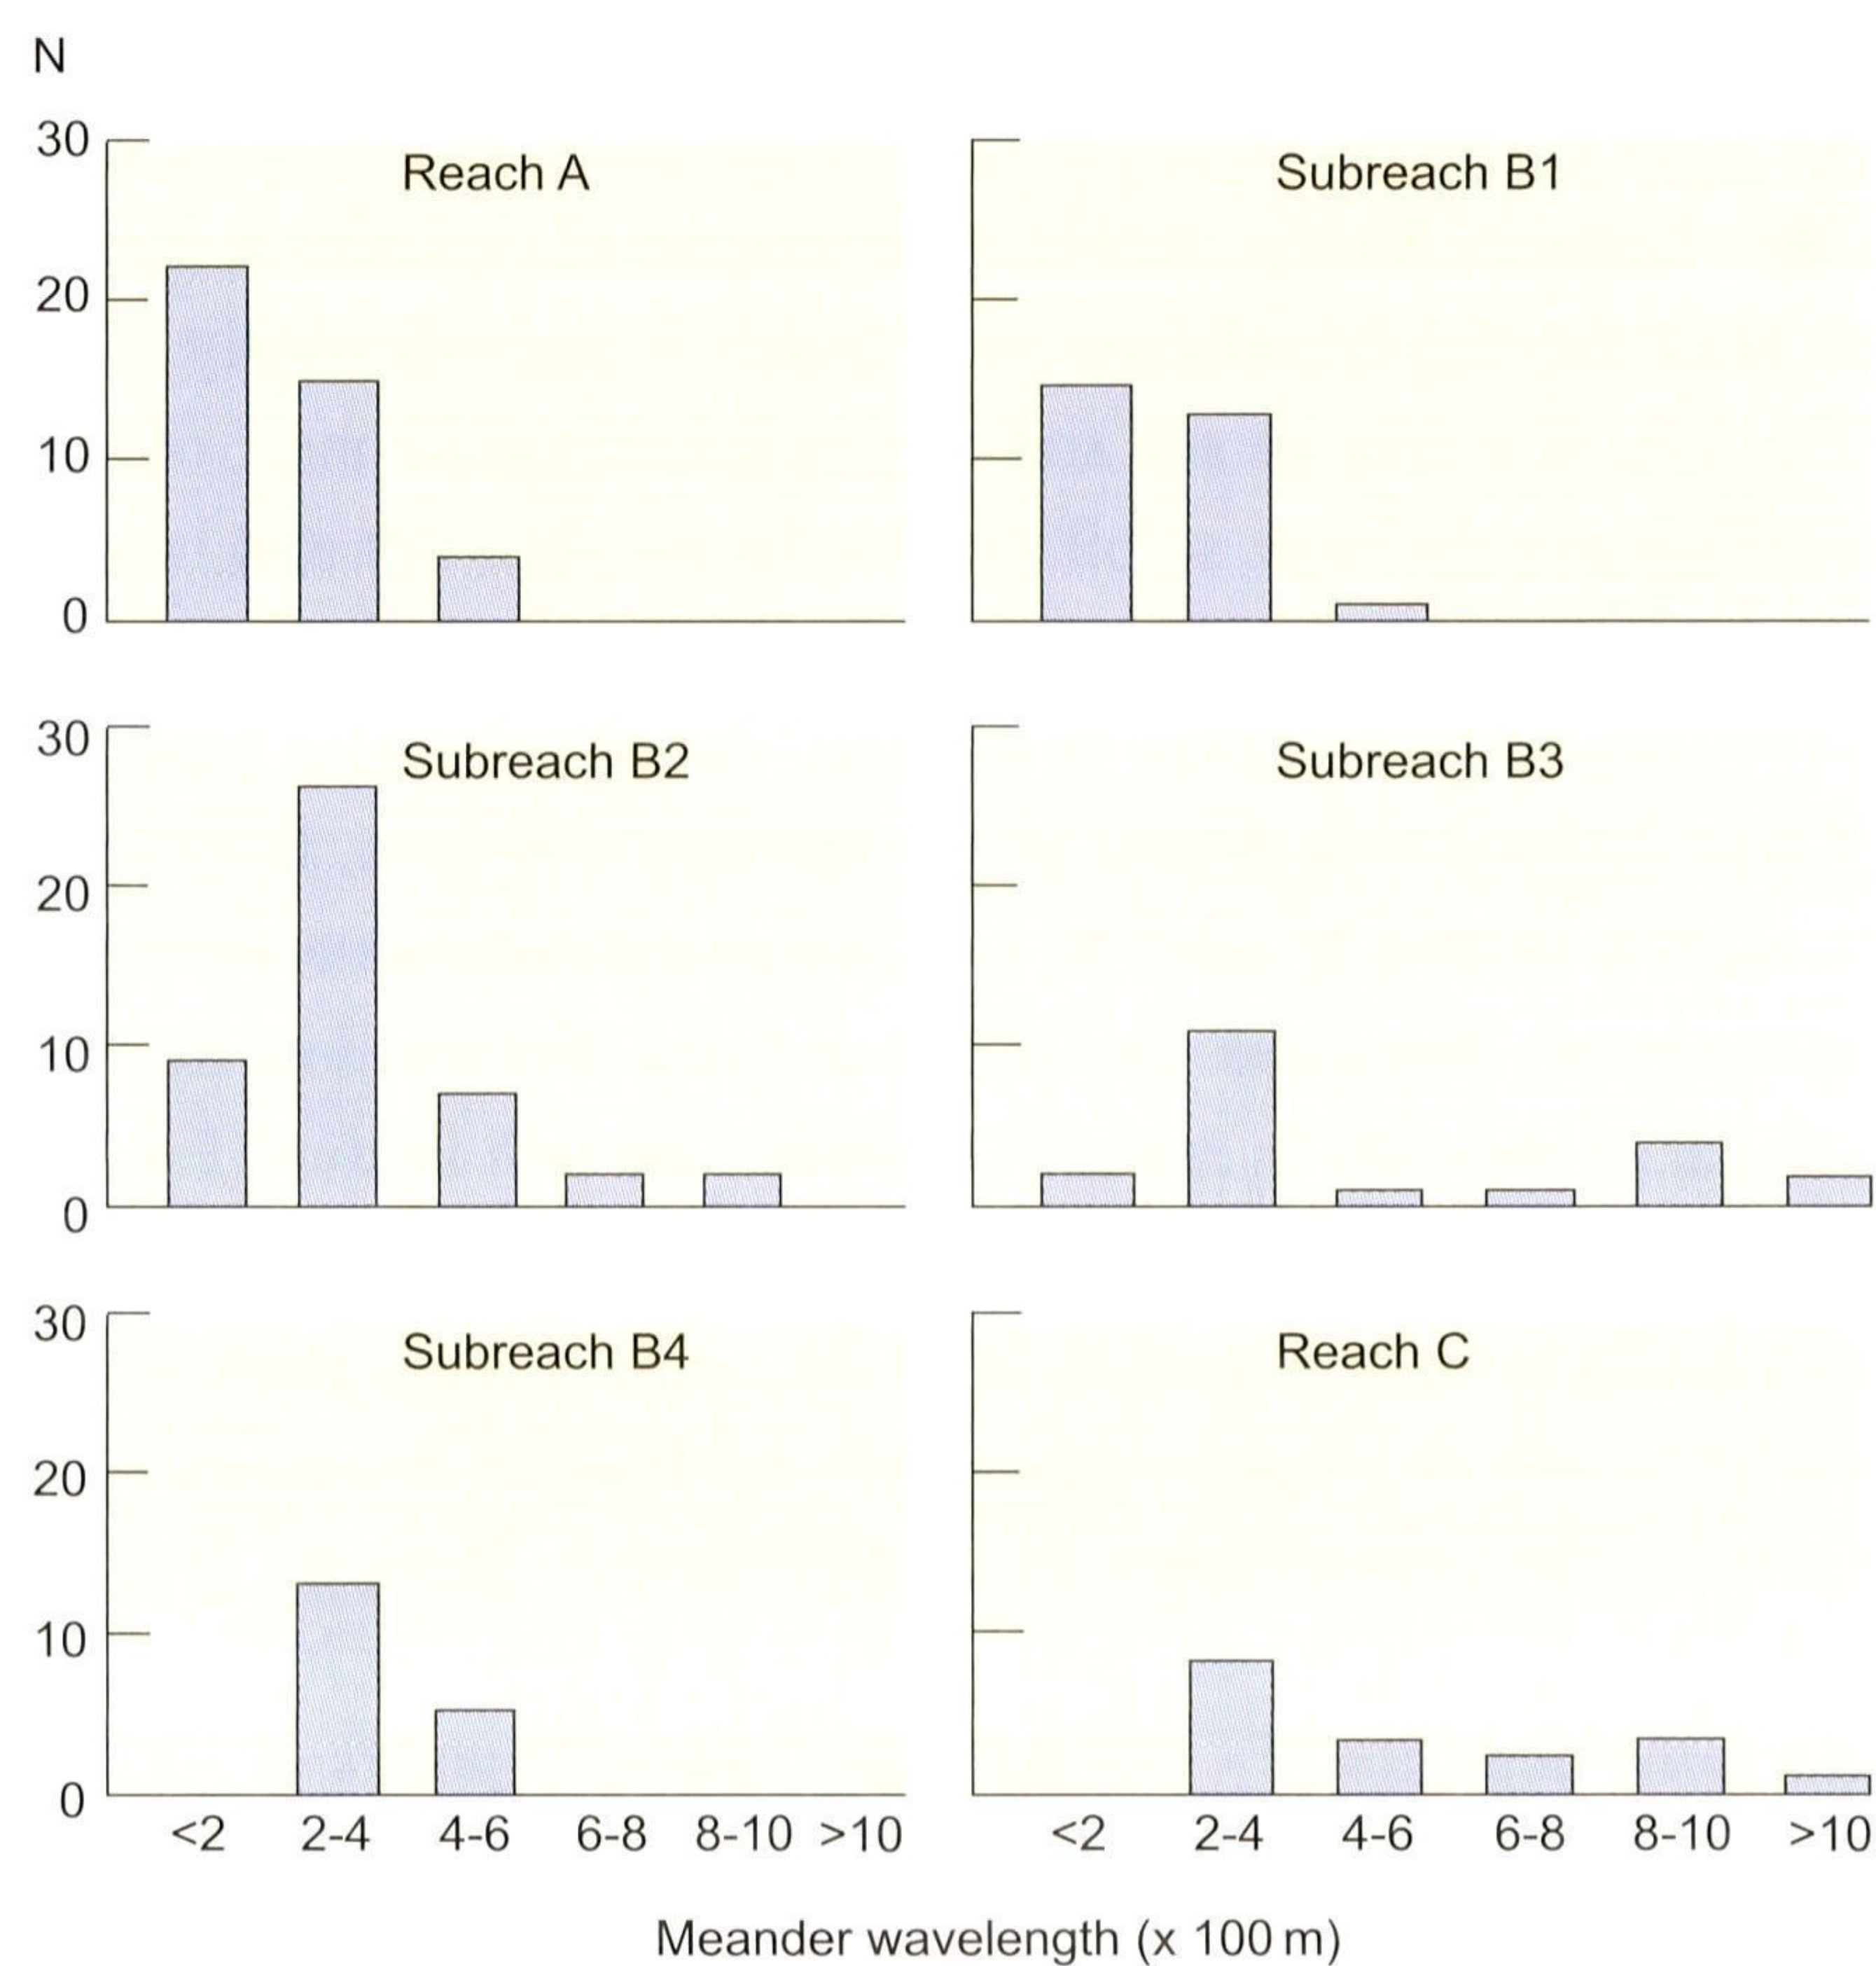 N
30
20
10
0
Reach A
Subreach B1
30
20
10
0
Subreach B2
Subreach B3
30
20
10
0
Subreach B4
Reach C
<2 2-4 4-6 6-8 8-10 >10
<2 2-4 4-6 6-8 8-10 >10
Meander wavelength (x 100 m)